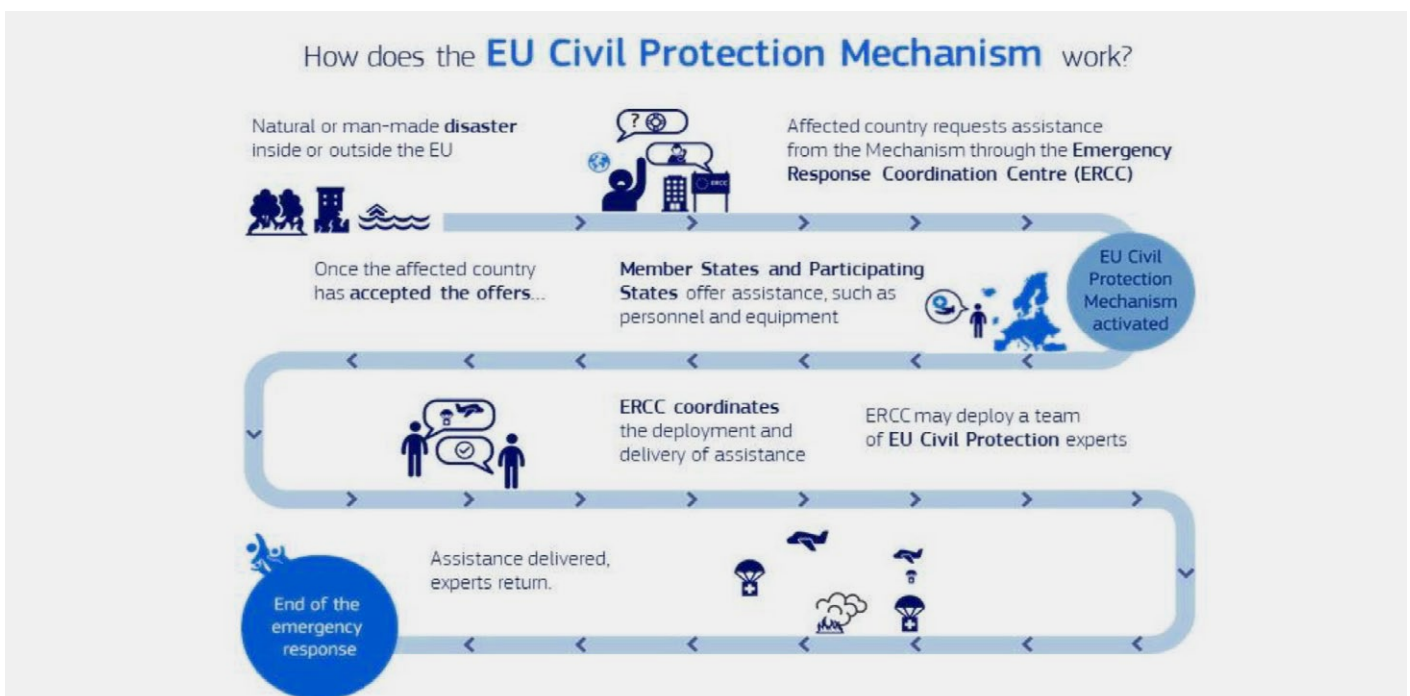 How does the EU Civil Protection Mechanism work?
Natural or man-made disaster
inside or outside the EU
?
ERCC
Affected country requests assistance
from the Mechanism through the Emergency
Response Coordination Centre (ERCC)
EU Civil
Protection
Mechanism
activated
Member States and Participating
States offer assistance, such as
personnel and equipment
Once the affected country
has accepted the offers...
ERCC coordinates
the deployment and
delivery of assistance
ERCC may deploy a team
of EU Civil Protection experts
Assistance delivered,
experts return.
End of the
emergency
response